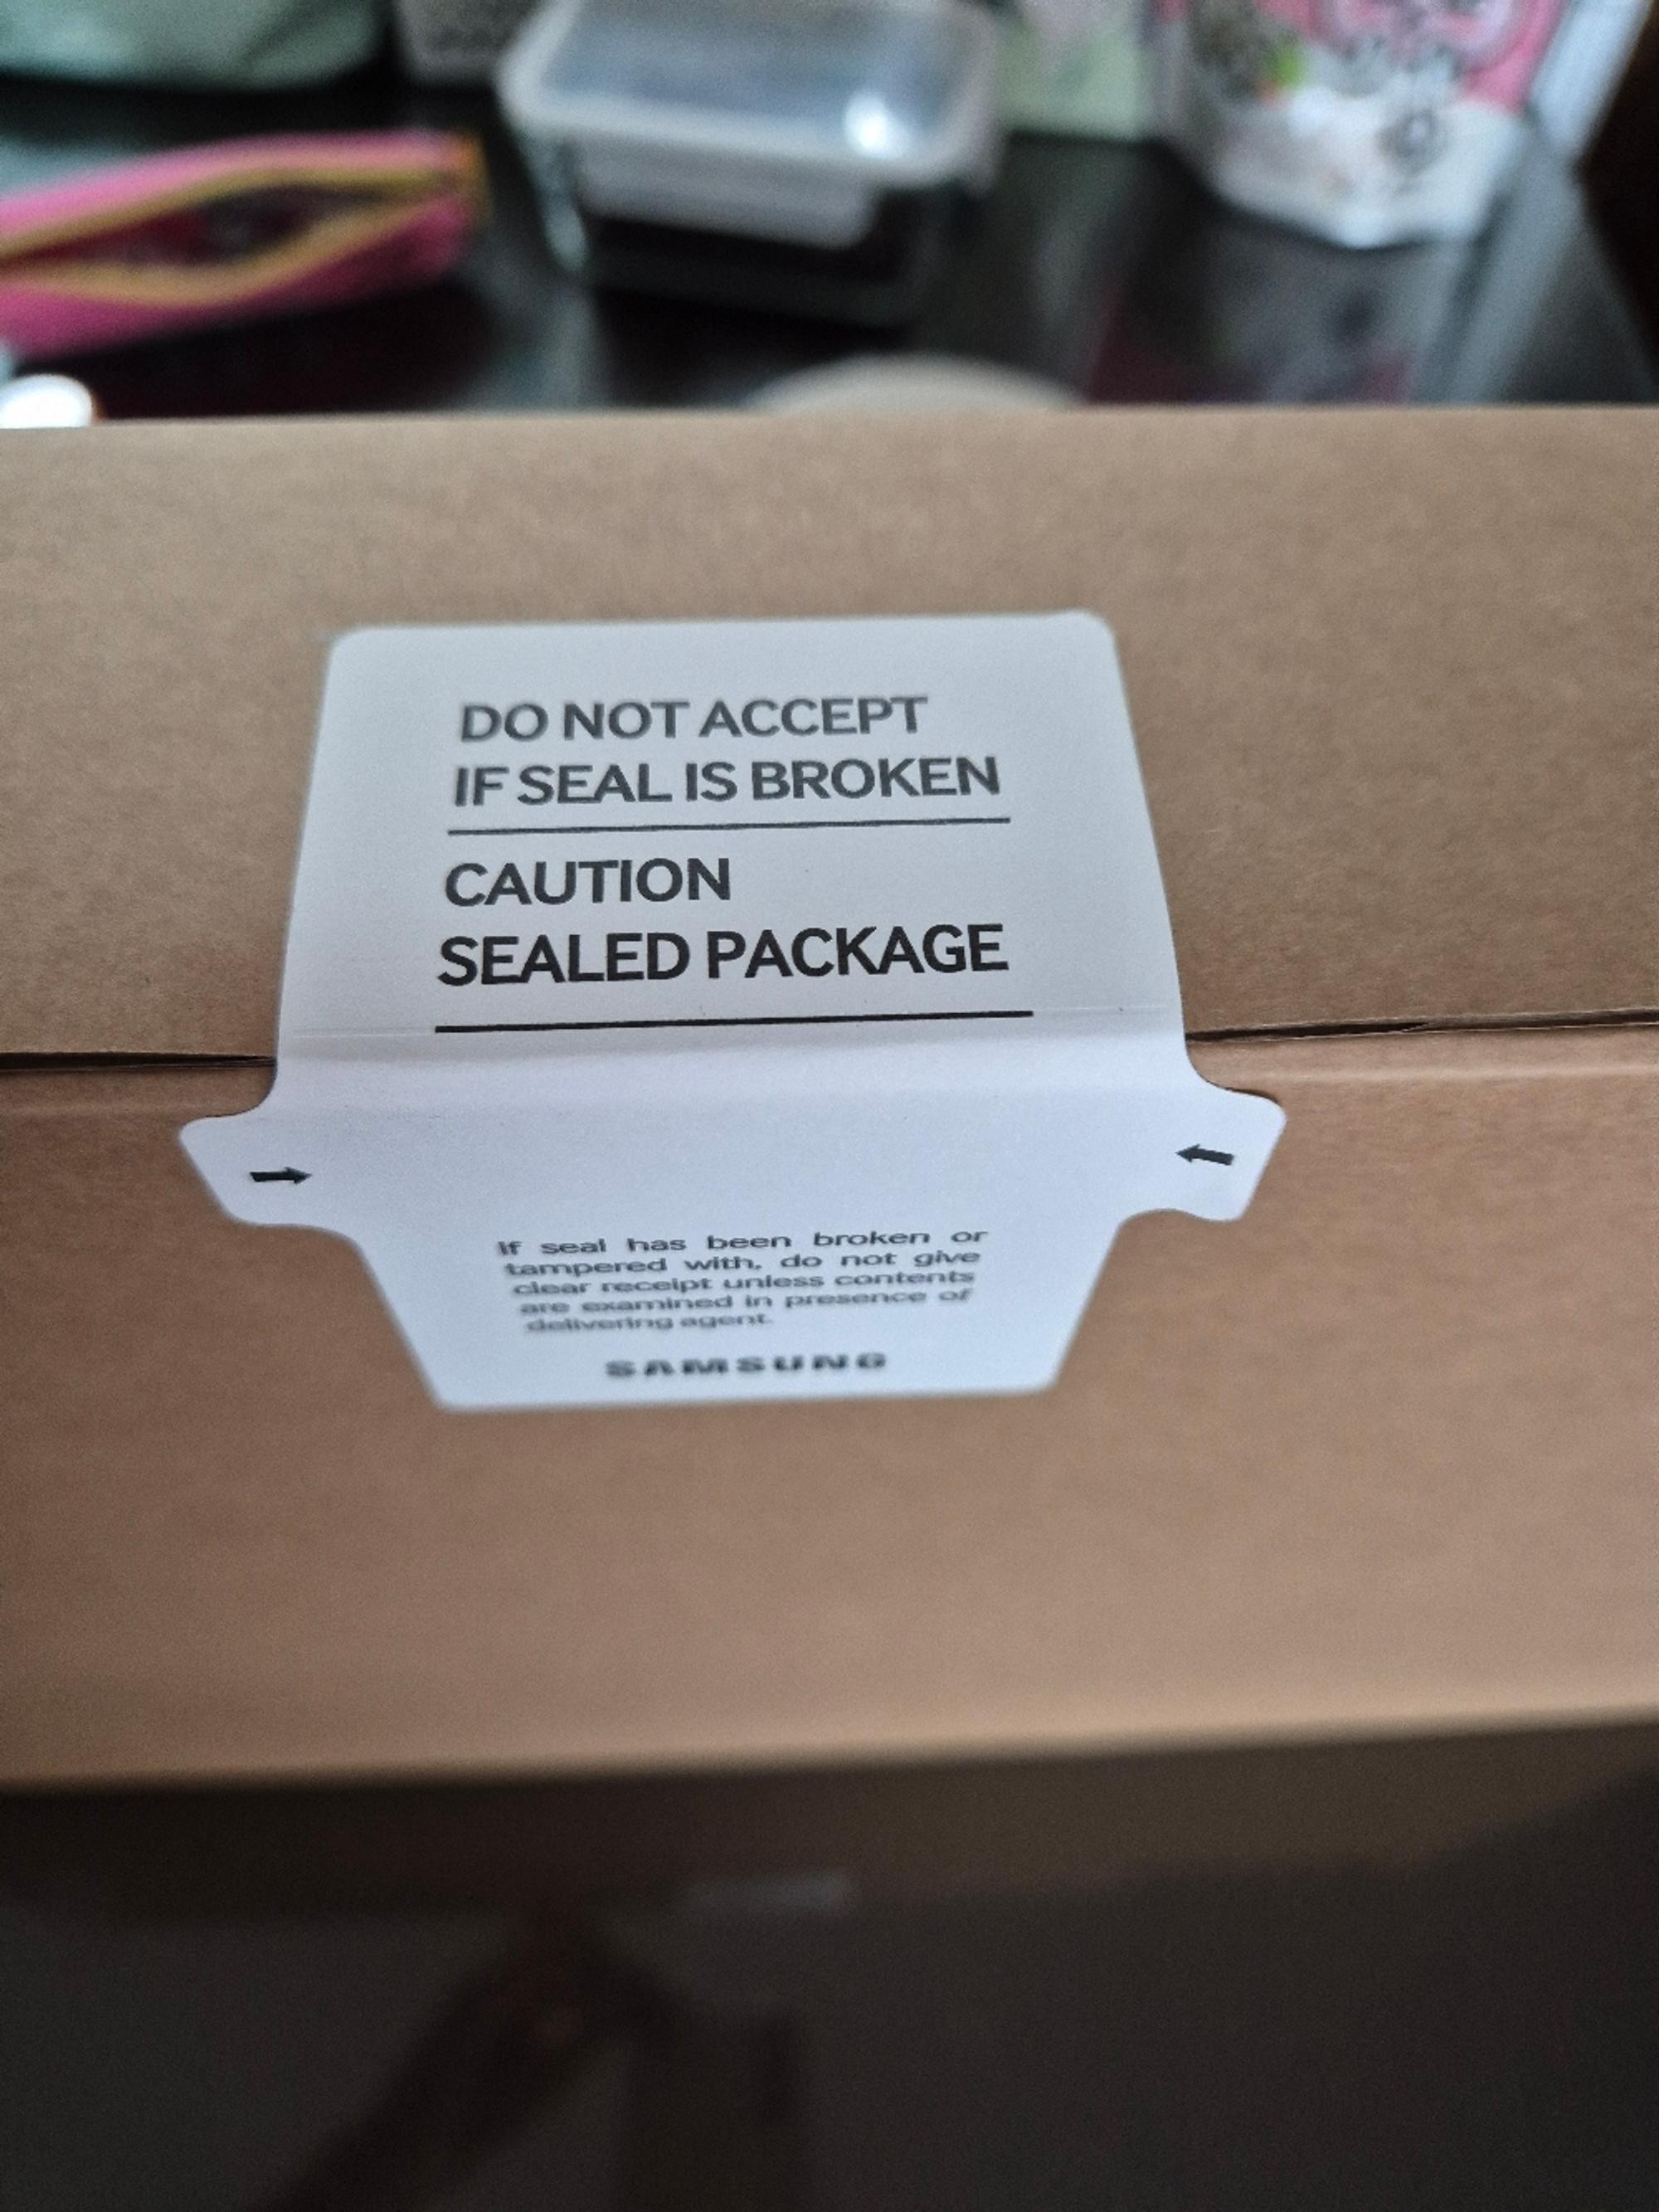 DO NOT ACCEPT
IF SEAL IS BROKEN
CAUTION
SEALED PACKAGE
If seal has been broken or
tampered with, do not give
clear receipt unless contents
are examined in presence of
delivering agent.
SAMSUNG